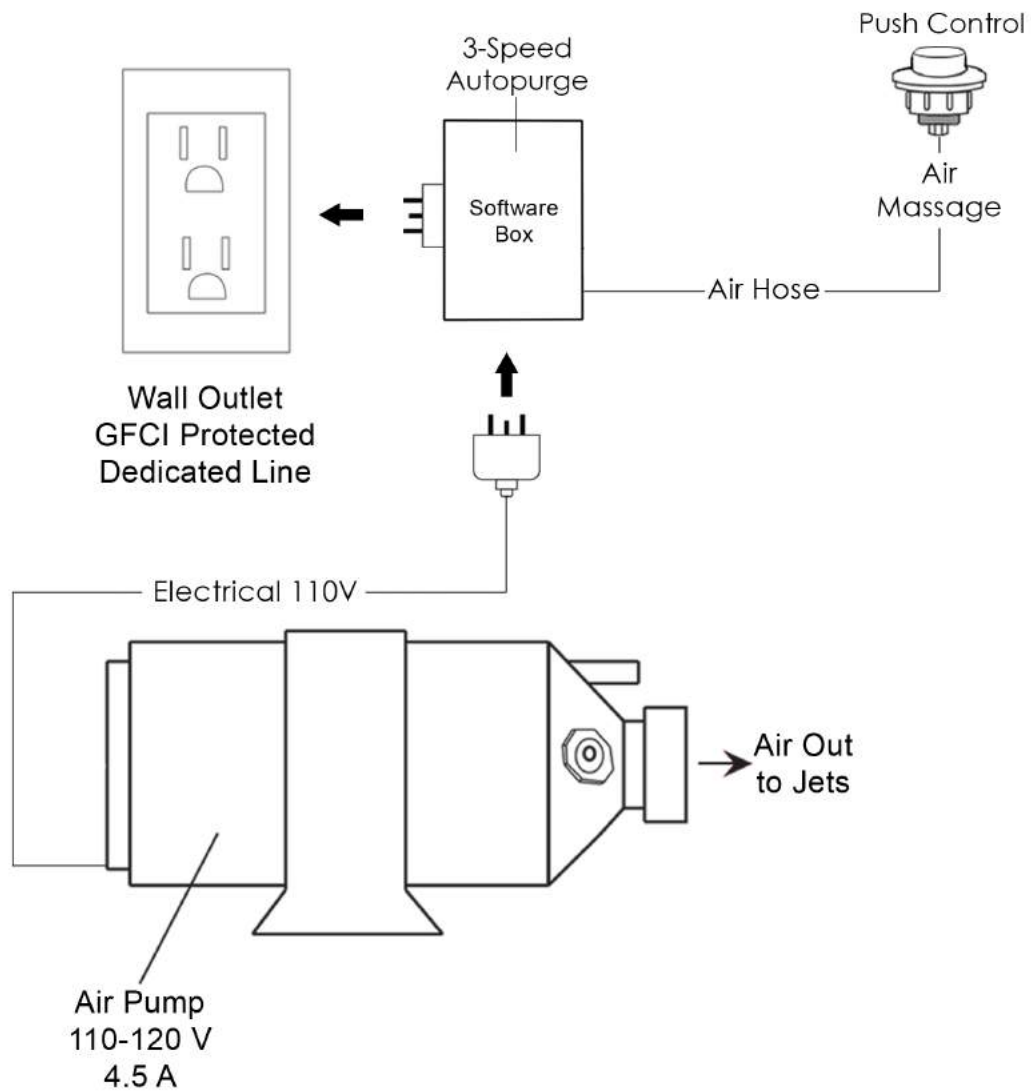 Push Control
3-Speed
Autopurge
Software
Box
Air
Massage
Air Hose
Wall Outlet
GFCI Protected
Dedicated Line
Electrical 110V
Air Out
to Jets
Air Pump
110-120 V
4.5 A